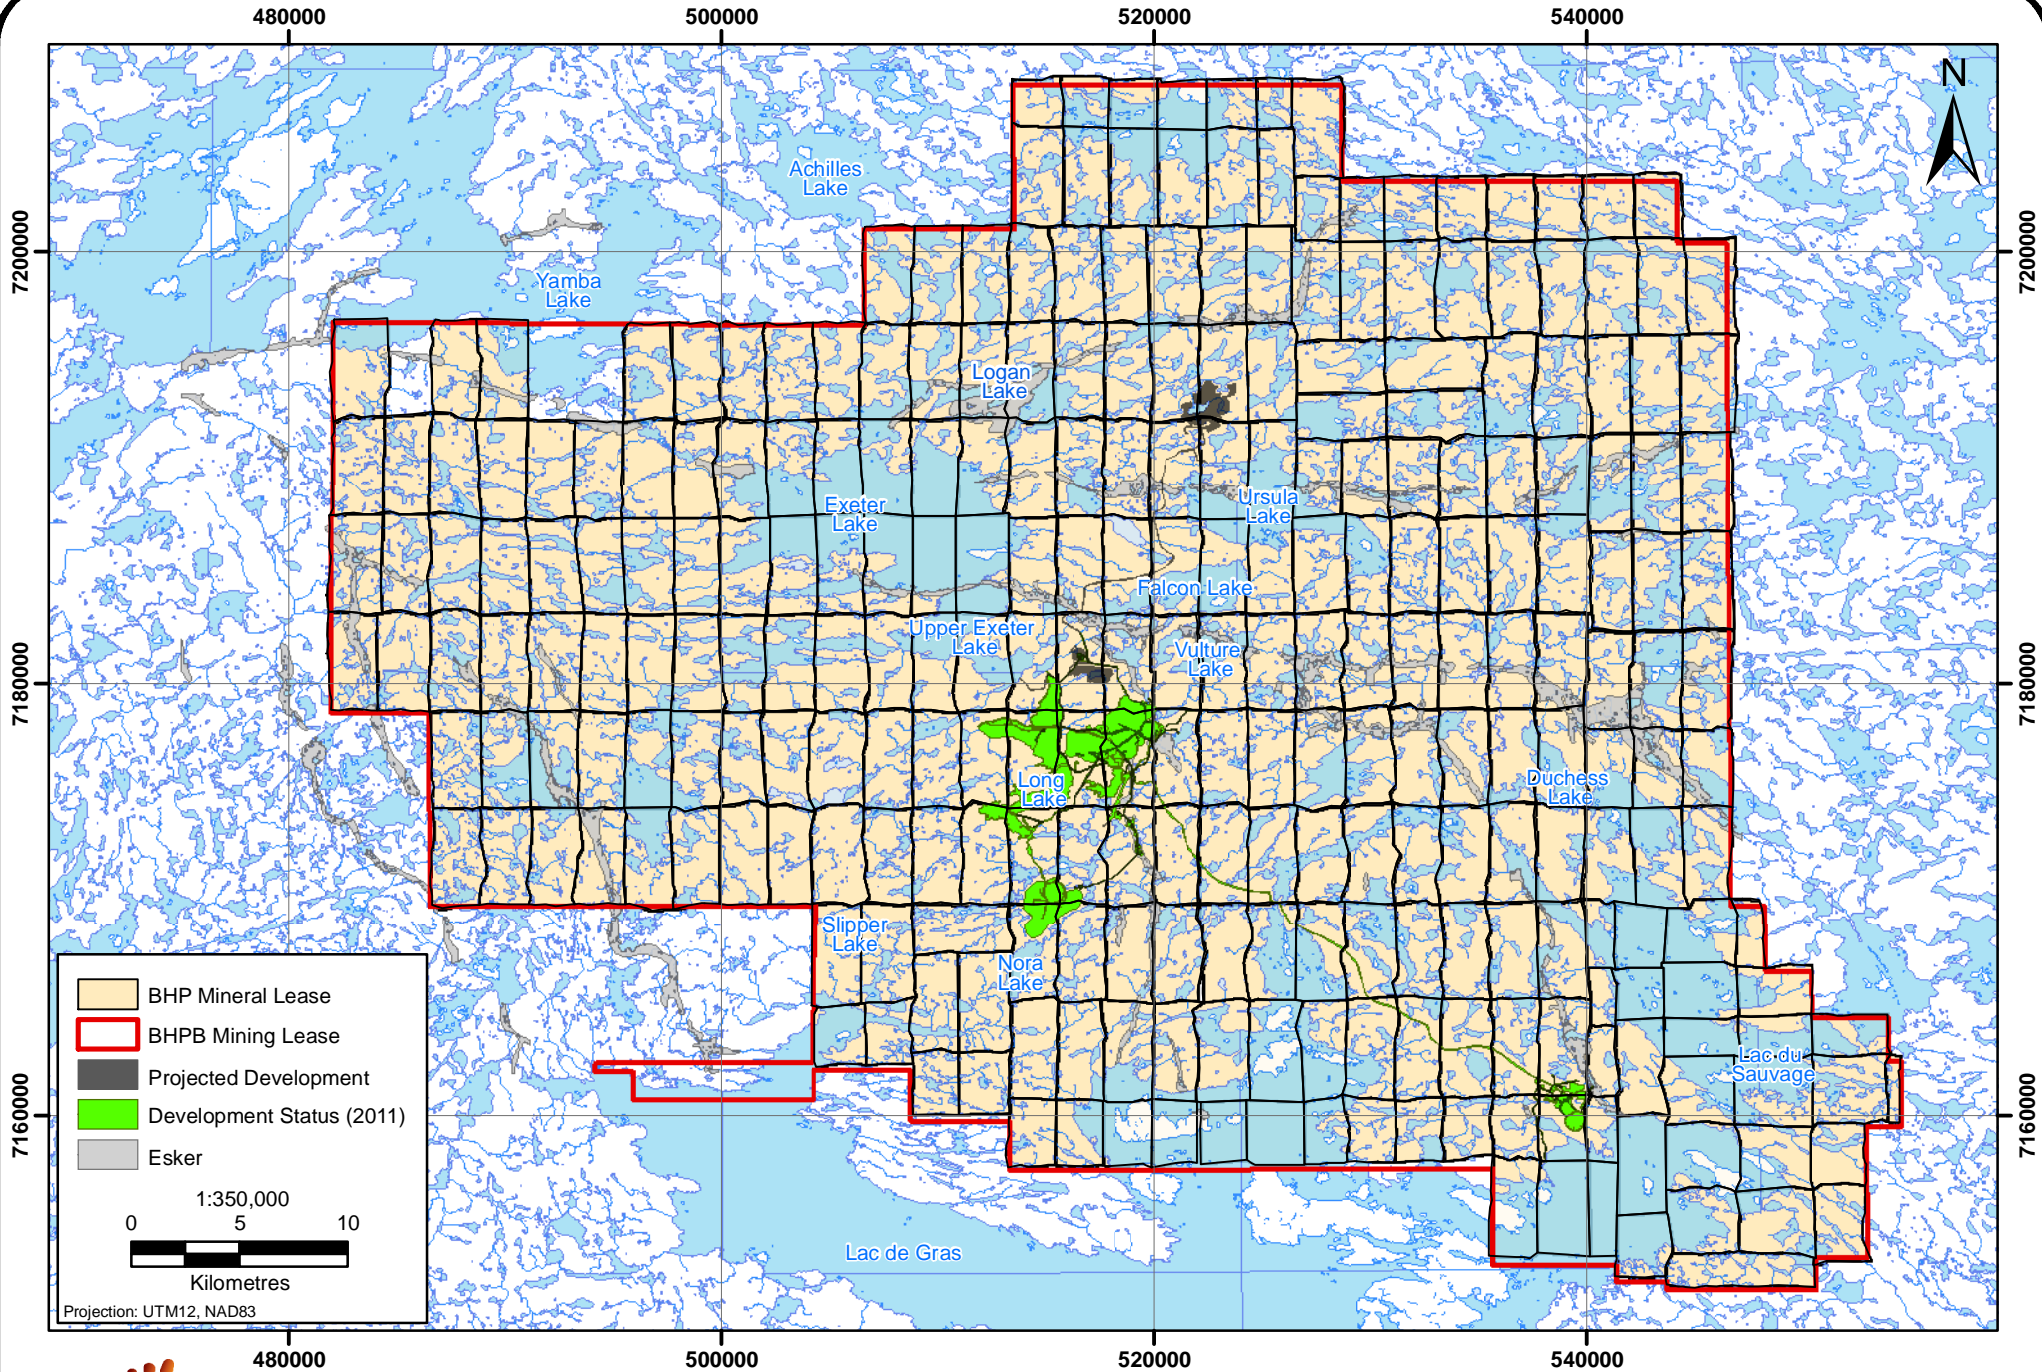 480000 500000 520000 540000
N
Achilles
Lake
7200000 7200000
Yamba
Lake
Logan
Lake
Exeter
Lake
Ursula
Lake
Falcon Lake
Upper Exeter
Lake
Vulture
Lake
7180000 7180000
Long
Lake
Duchess
Lake
Slipper
Lake
Nora
Lake
Lac du
Sauvage
7160000 7160000
Lac de Gras
BHP Mineral Lease
BHPB Mining Lease
Projected Development
Development Status (2011)
Esker
1:350,000
0 5 10
Kilometres
Projection: UTM12, NAD83
480000 500000 520000 540000